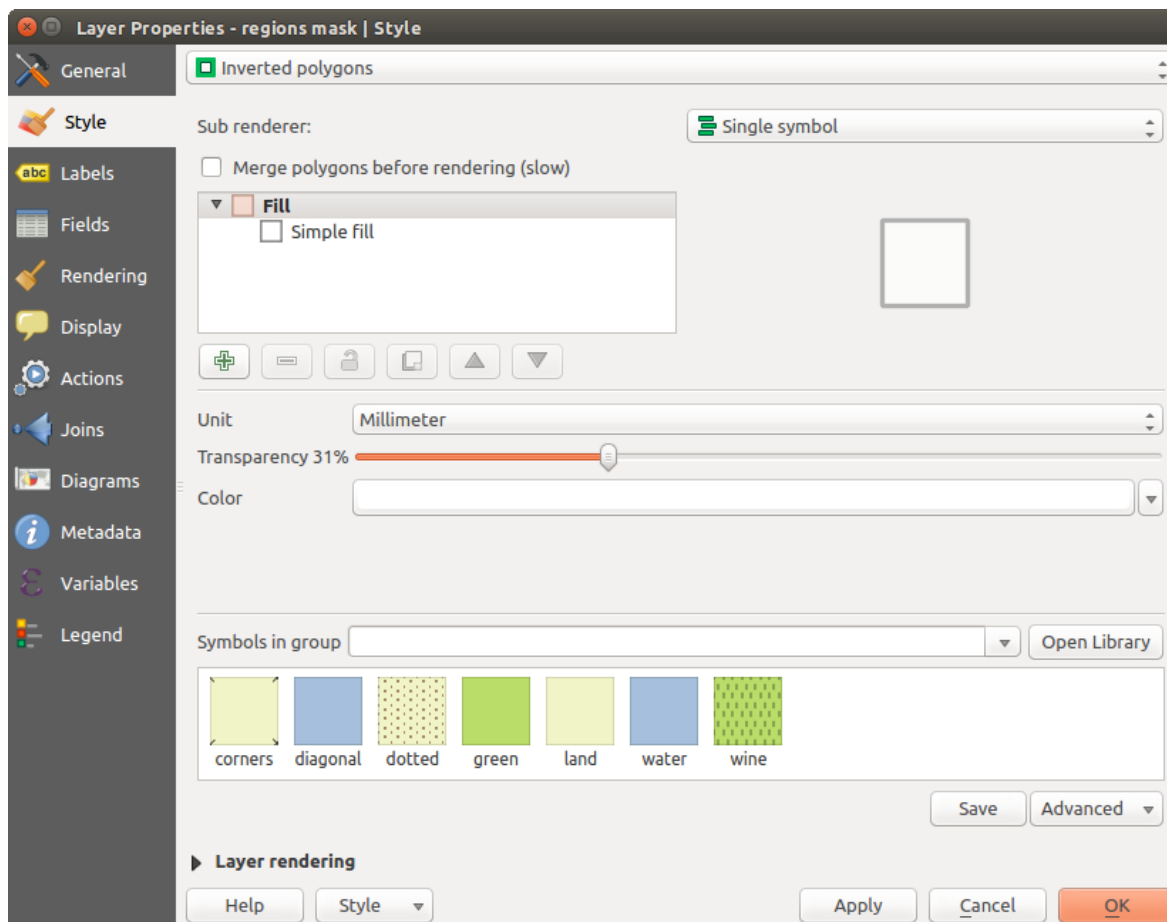 Layer Properties - regions mask | Style
General
Style
abc Labels
Fields
Rendering
Display
Actions
Joins
Diagrams
Metadata
Variables
Legend
Inverted polygons
Sub renderer:
Single symbol
Merge polygons before rendering (slow)
Fill
Simple fill
Unit
Millimeter
Transparency 31%
Color
Symbols in group
Open Library
corners diagonal dotted green land water wine
Save
Advanced
Layer rendering
Help
Style
Apply
Cancel
OK